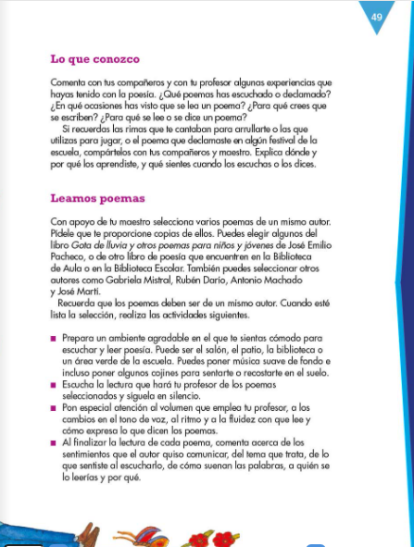 49
Lo que conozco
Comenta con tus compañeros y con tu profesor algunas experiencias que
hayas tenido con la poesía. ¿Qué poemas has escuchado o declamado?
¿En qué ocasiones has visto que se lea un poema? ¿Para qué crees que
se escriben? ¿Para qué se lee o se dice un poema?
Si recuerdas las rimas que te cantaban para arrullarte o las que
utilizas para jugar, o el poema que declamaste en algún festival de la
escuela, compártelos con tus compañeros y maestro. Explica dónde y
por qué los aprendiste, y qué sientes cuando los escuchas o los dices.
Leamos poemas
Con apoyo de tu maestro selecciona varios poemas de un mismo autor.
Pídele que te proporcione copias de ellos. Puedes elegir algunos del
libro Gota de lluvia y otros poemas para niños y jóvenes de José Emilio
Pacheco, o de otro libro de poesía que encuentren en la Biblioteca
de Aula o en la Biblioteca Escolar. También puedes seleccionar otros
autores como Gabriela Mistral, Rubén Darío, Antonio Machado
y José Martí.
Recuerda que los poemas deben ser de un mismo autor. Cuando esté
lista la selección, realiza las actividades siguientes.
Prepara un ambiente agradable en el que te sientas cómodo para
escuchar y leer poesía. Puede ser el salón, el patio, la biblioteca o
un área verde de la escuela. Puedes poner música suave de fondo e
incluso poner algunos cojines para sentarte o recostarte en el suelo.
Escucha la lectura que hará tu profesor de los poemas
seleccionados y síguela en silencio.
Pon especial atención al volumen que emplea tu profesor, a los
cambios en el tono de voz, al ritmo y a la fluidez con que lee y
cómo expresa lo que dicen los poemas.
Al finalizar la lectura de cada poema, comenta acerca de los
sentimientos que el autor quiso comunicar, del tema que trata, de lo
que sentiste al escucharlo, de cómo suenan las palabras, a quién se
lo leerías y por qué.